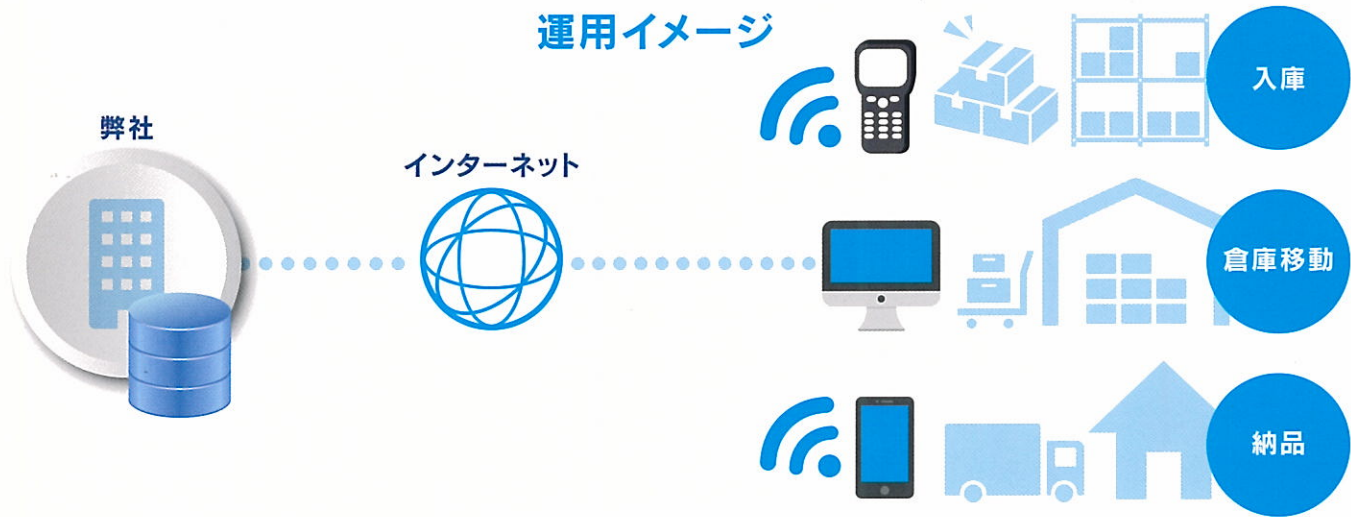 運用イメージ
弊社
インターネット
入庫
倉庫移動
納品